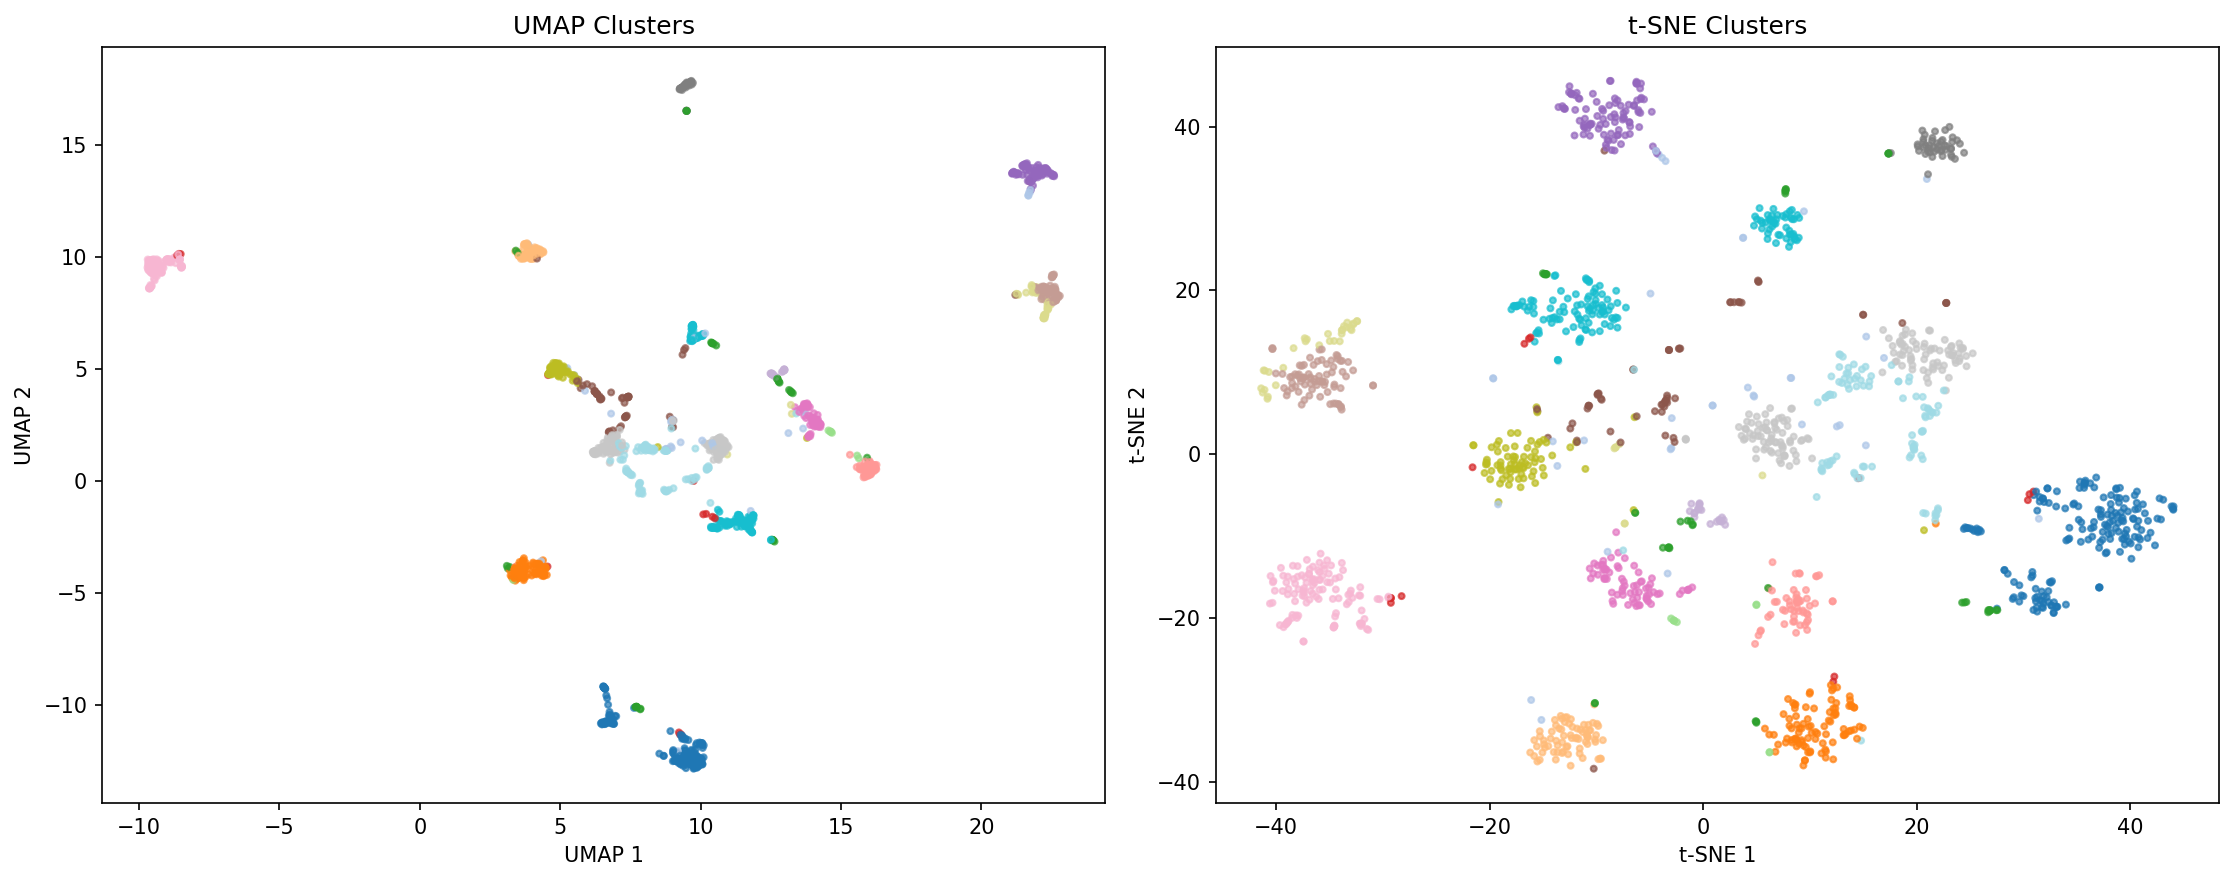 UMAP Clusters
15
10
5
0
−5
−10
UMAP 2
−10 −5 0 5 10 15 20
UMAP 1
t-SNE Clusters
40
20
0
−20
−40
t-SNE 2
−40 −20 0 20 40
t-SNE 1